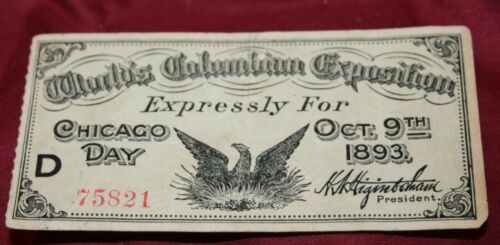 World's Columbian Exposition
Expressly For
Chicago Day
Oct. 9th 1893.
D
75821
H.N. Higinbotham
President.